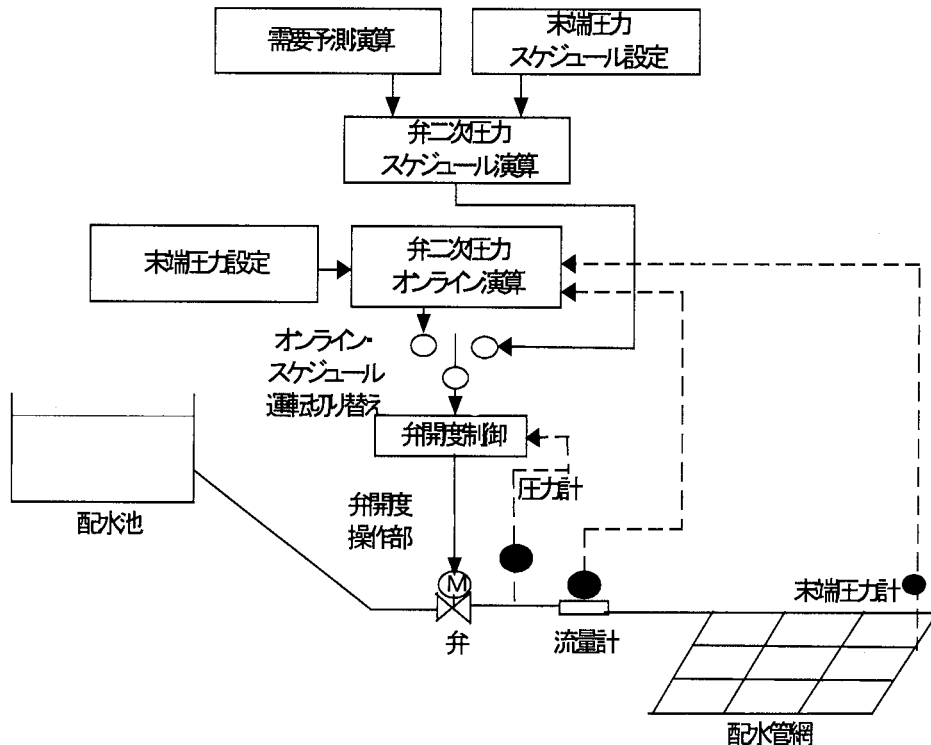 需要予測演算
末端圧力
スケジュール設定
弁二次圧力
スケジュール演算
末端圧力設定
弁二次圧力
オンライン演算
オンライン・
スケジュール
運転切り替え
弁開度制御
圧力計
配水池
弁開度
操作部
M
末端圧力計
弁
流量計
配水管網